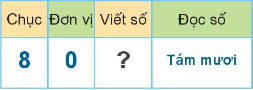 Chục Đơn vị Viết số Đọc số
8 0 ? Tám mươi